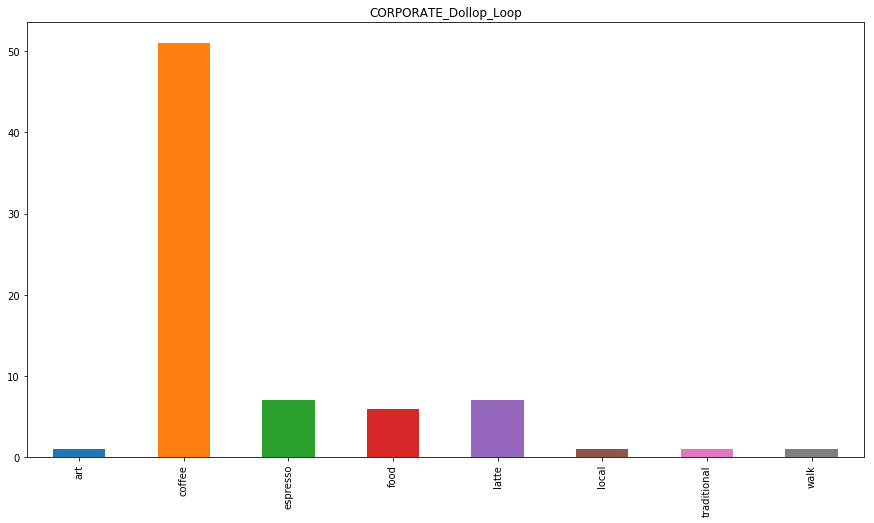 CORPORATE_Dollop_Loop
50
40
30
20
10
0
art
coffee
espresso
food
latte
local
traditional
walk